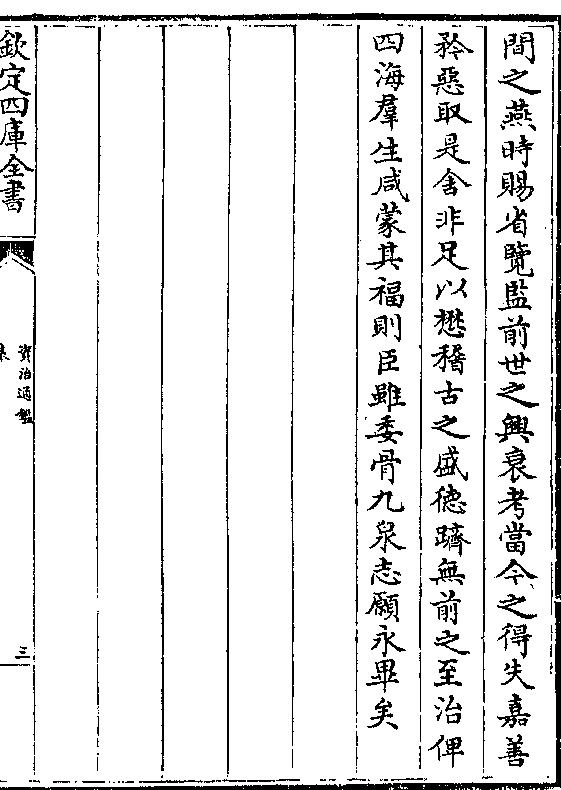 間之燕時賜省覽監前世之興衰考當今之得失嘉善
矜惡取是舍非足以懋稽古之盛德躋無前之至治俾
四海羣生咸蒙其福則臣雖委骨九泉志願永畢矣
欽定四庫全書
資治通鑑
三